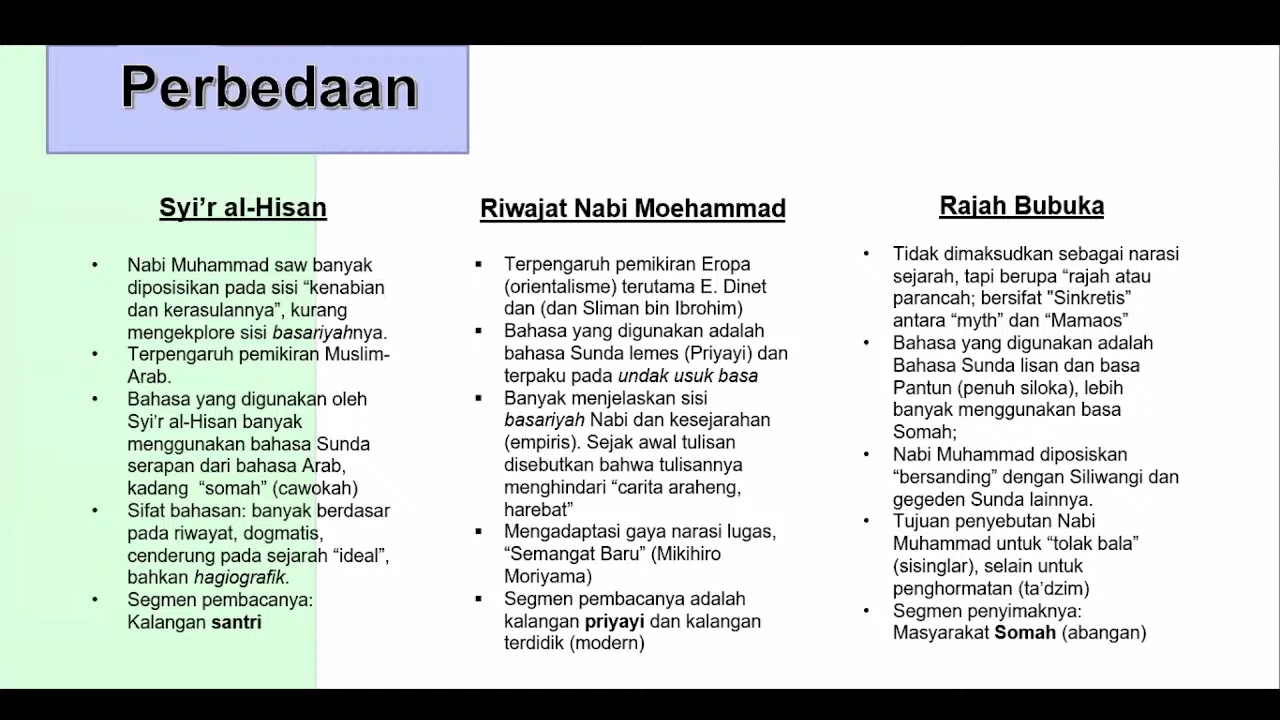 Perbedaan
Syi’r al-Hisan
• Nabi Muhammad saw banyak
diposisikan pada sisi “kenabian
dan kerasulannya”, kurang
mengekplore sisi basariyahnya.
• Terpengaruh pemikiran Muslim-
Arab.
• Bahasa yang digunakan oleh
Syi’r al-Hisan banyak
menggunakan bahasa Sunda
serapan dari bahasa Arab,
kadang “somah” (cawokah)
• Sifat bahasan: banyak berdasar
pada riwayat, dogmatis,
cenderung pada sejarah “ideal”,
bahkan hagiografik.
• Segmen pembacanya:
Kalangan santri
Riwajat Nabi Moehammad
▪ Terpengaruh pemikiran Eropa
(orientalisme) terutama E. Dinet
dan (dan Sliman bin Ibrohim)
▪ Bahasa yang digunakan adalah
bahasa Sunda lemes (Priyayi) dan
terpaku pada undak usuk basa
▪ Banyak menjelaskan sisi
basariyah Nabi dan kesejarahan
(empiris). Sejak awal tulisan
disebutkan bahwa tulisannya
menghindari “carita araheng,
harebat”
▪ Mengadaptasi gaya narasi lugas,
“Semangat Baru” (Mikihiro
Moriyama)
▪ Segmen pembacanya adalah
kalangan priyayi dan kalangan
terdidik (modern)
Rajah Bubuka
• Tidak dimaksudkan sebagai narasi
sejarah, tapi berupa “rajah atau
parancah; bersifat "Sinkretis”
antara “myth” dan “Mamaos”
• Bahasa yang digunakan adalah
Bahasa Sunda lisan dan basa
Pantun (penuh siloka), lebih
banyak menggunakan basa
Somah;
• Nabi Muhammad diposiskan
“bersanding” dengan Siliwangi dan
gegeden Sunda lainnya.
• Tujuan penyebutan Nabi
Muhammad untuk “tolak bala”
(sisinglar), selain untuk
penghormatan (ta’dzim)
• Segmen penyimaknya:
Masyarakat Somah (abangan)